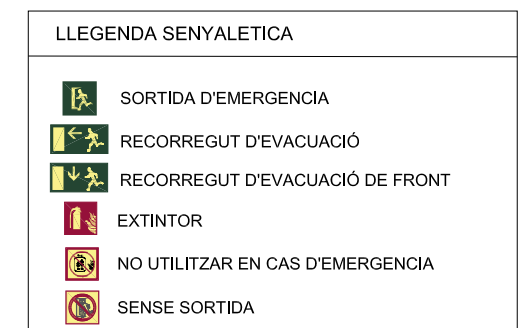 LLEGENDA SENYALETICA
SORTIDA D'EMERGENCIA
RECORREGUT D'EVACUACIÓ
RECORREGUT D'EVACUACIÓ DE FRONT
EXTINTOR
NO UTILITZAR EN CAS D'EMERGENCIA
SENSE SORTIDA